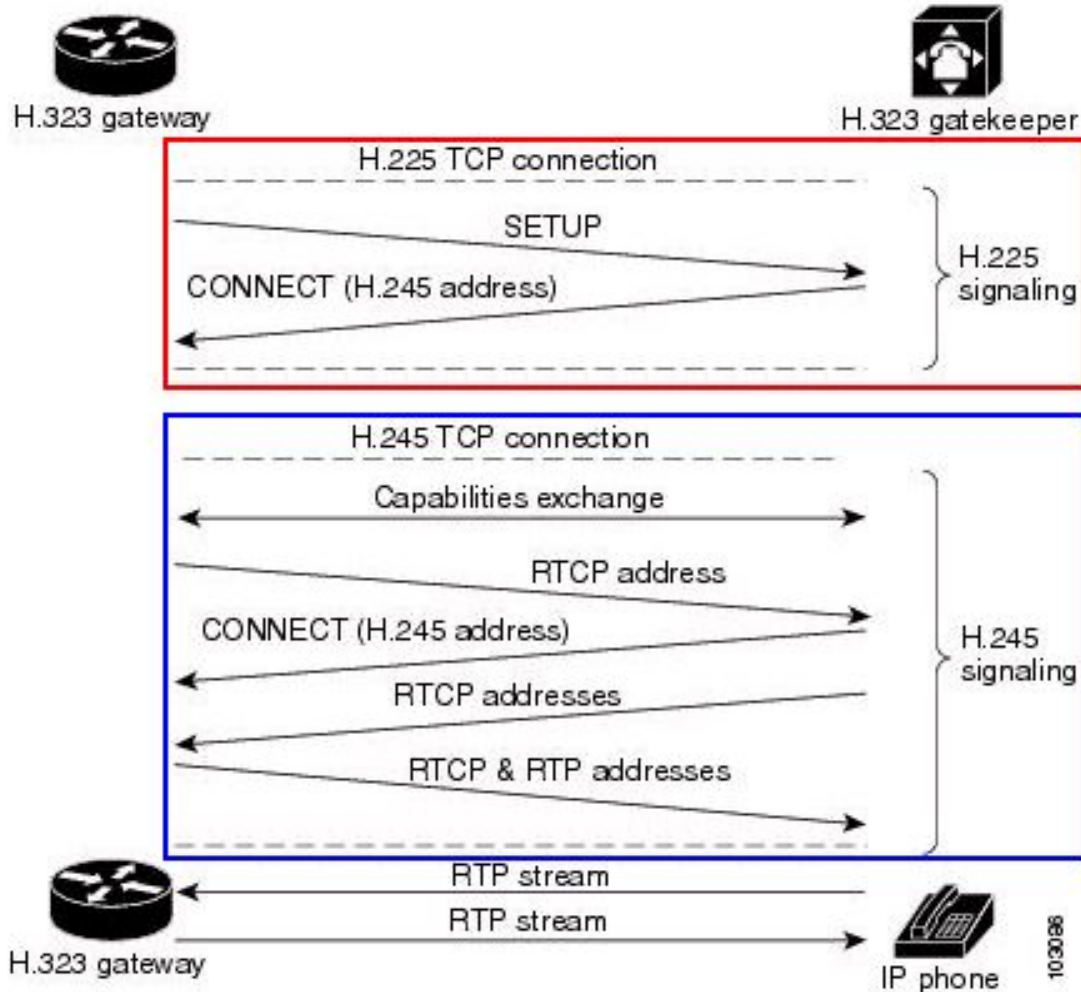 H.323 gateway
H.323 gatekeeper
H.225 TCP connection
SETUP
CONNECT (H.245 address)
H.225
signaling
H.245 TCP connection
Capabilities exchange
RTCP address
CONNECT (H.245 address)
RTCP addresses
RTCP & RTP addresses
H.245
signaling
RTP stream
RTP stream
H.323 gateway
IP phone
103096